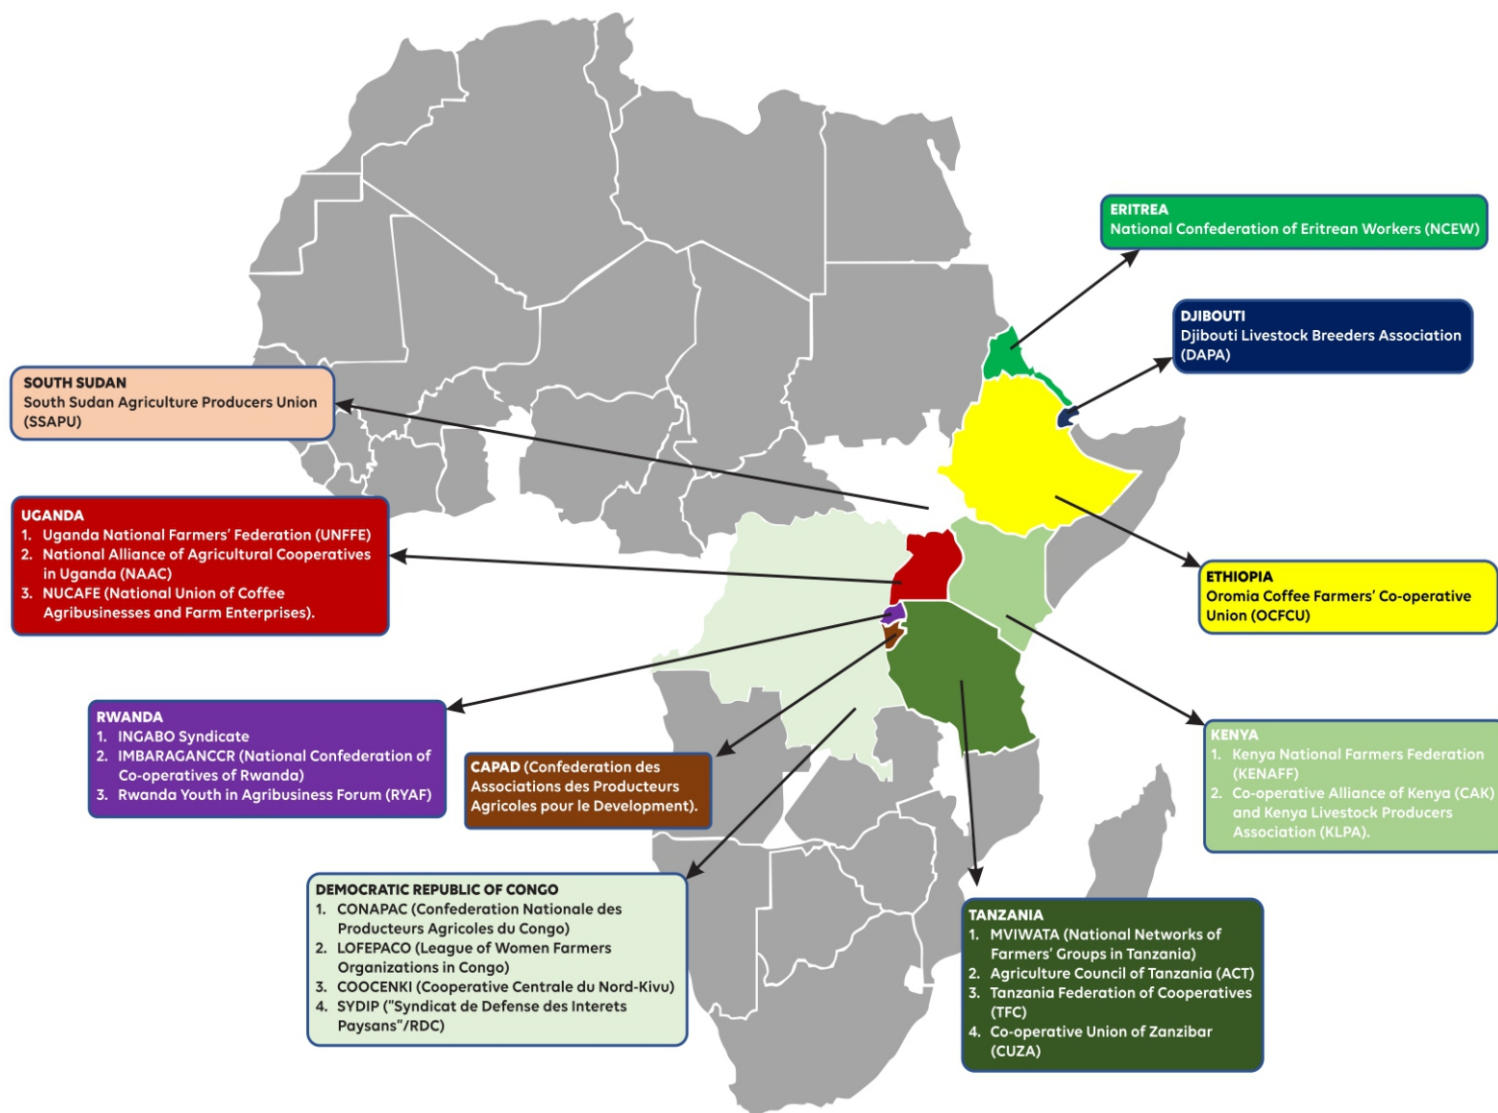 ERITREA
National Confederation of Eritrean Workers (NCEW)
DJIBOUTI
Djibouti Livestock Breeders Association
(DAPA)
SOUTH SUDAN
South Sudan Agriculture Producers Union
(SSAPU)
UGANDA
1. Uganda National Farmers' Federation (UNFFE)
2. National Alliance of Agricultural Cooperatives
in Uganda (NAAC)
3. NUCAFE (National Union of Coffee
Agribusinesses and Farm Enterprises).
ETHIOPIA
Oromia Coffee Farmers' Co-operative
Union (OCFCU)
RWANDA
1. INGABO Syndicate
2. IMBARAGANCCR (National Confederation of
Co-operatives of Rwanda)
3. Rwanda Youth in Agribusiness Forum (RYAF)
CAPAD (Confederation des
Associations des Producteurs
Agricoles pour le Development).
KENYA
1. Kenya National Farmers Federation
(KENAFF)
2. Co-operative Alliance of Kenya (CAK)
and Kenya Livestock Producers
Association (KLPA).
DEMOCRATIC REPUBLIC OF CONGO
1. CONAPAC (Confederation Nationale des
Producteurs Agricoles du Congo)
2. LOFEPACO (League of Women Farmers
Organizations in Congo)
3. COOCENKI (Cooperative Centrale du Nord-Kivu)
4. SYDIP ("Syndicat de Defense des Interets
Paysans"/RDC)
TANZANIA
1. MVIWATA (National Networks of
Farmers' Groups in Tanzania)
2. Agriculture Council of Tanzania (ACT)
3. Tanzania Federation of Cooperatives
(TFC)
4. Co-operative Union of Zanzibar
(CUZA)